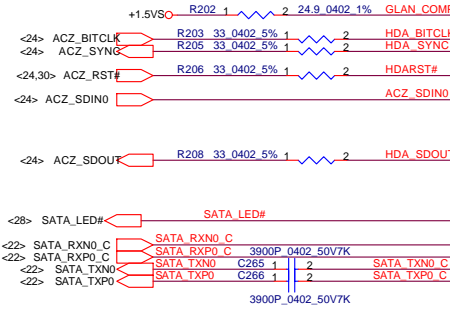 +1.5VS R202 1 2 24.9_0402_1% GLAN_COMP
<24> ACZ_BITCLK R203 33_0402_5% 1 2 HDA_BITCLK
<24> ACZ_SYNC R205 33_0402_5% 1 2 HDA_SYNC
<24,30> ACZ_RST# R206 33_0402_5% 1 2 HDARST#
<24> ACZ_SDIN0 ACZ_SDIN0
<24> ACZ_SDOUT R208 33_0402_5% 1 2 HDA_SDOUT
<28> SATA_LED# SATA_LED#
<22> SATA_RXN0_C SATA_RXN0_C
<22> SATA_RXP0_C SATA_RXP0_C 3900P_0402_50V7K
<22> SATA_TXN0 SATA_TXN0 C265 1 2 SATA_TXN0_C
<22> SATA_TXP0 SATA_TXP0 C266 1 2 SATA_TXP0_C
3900P_0402_50V7K